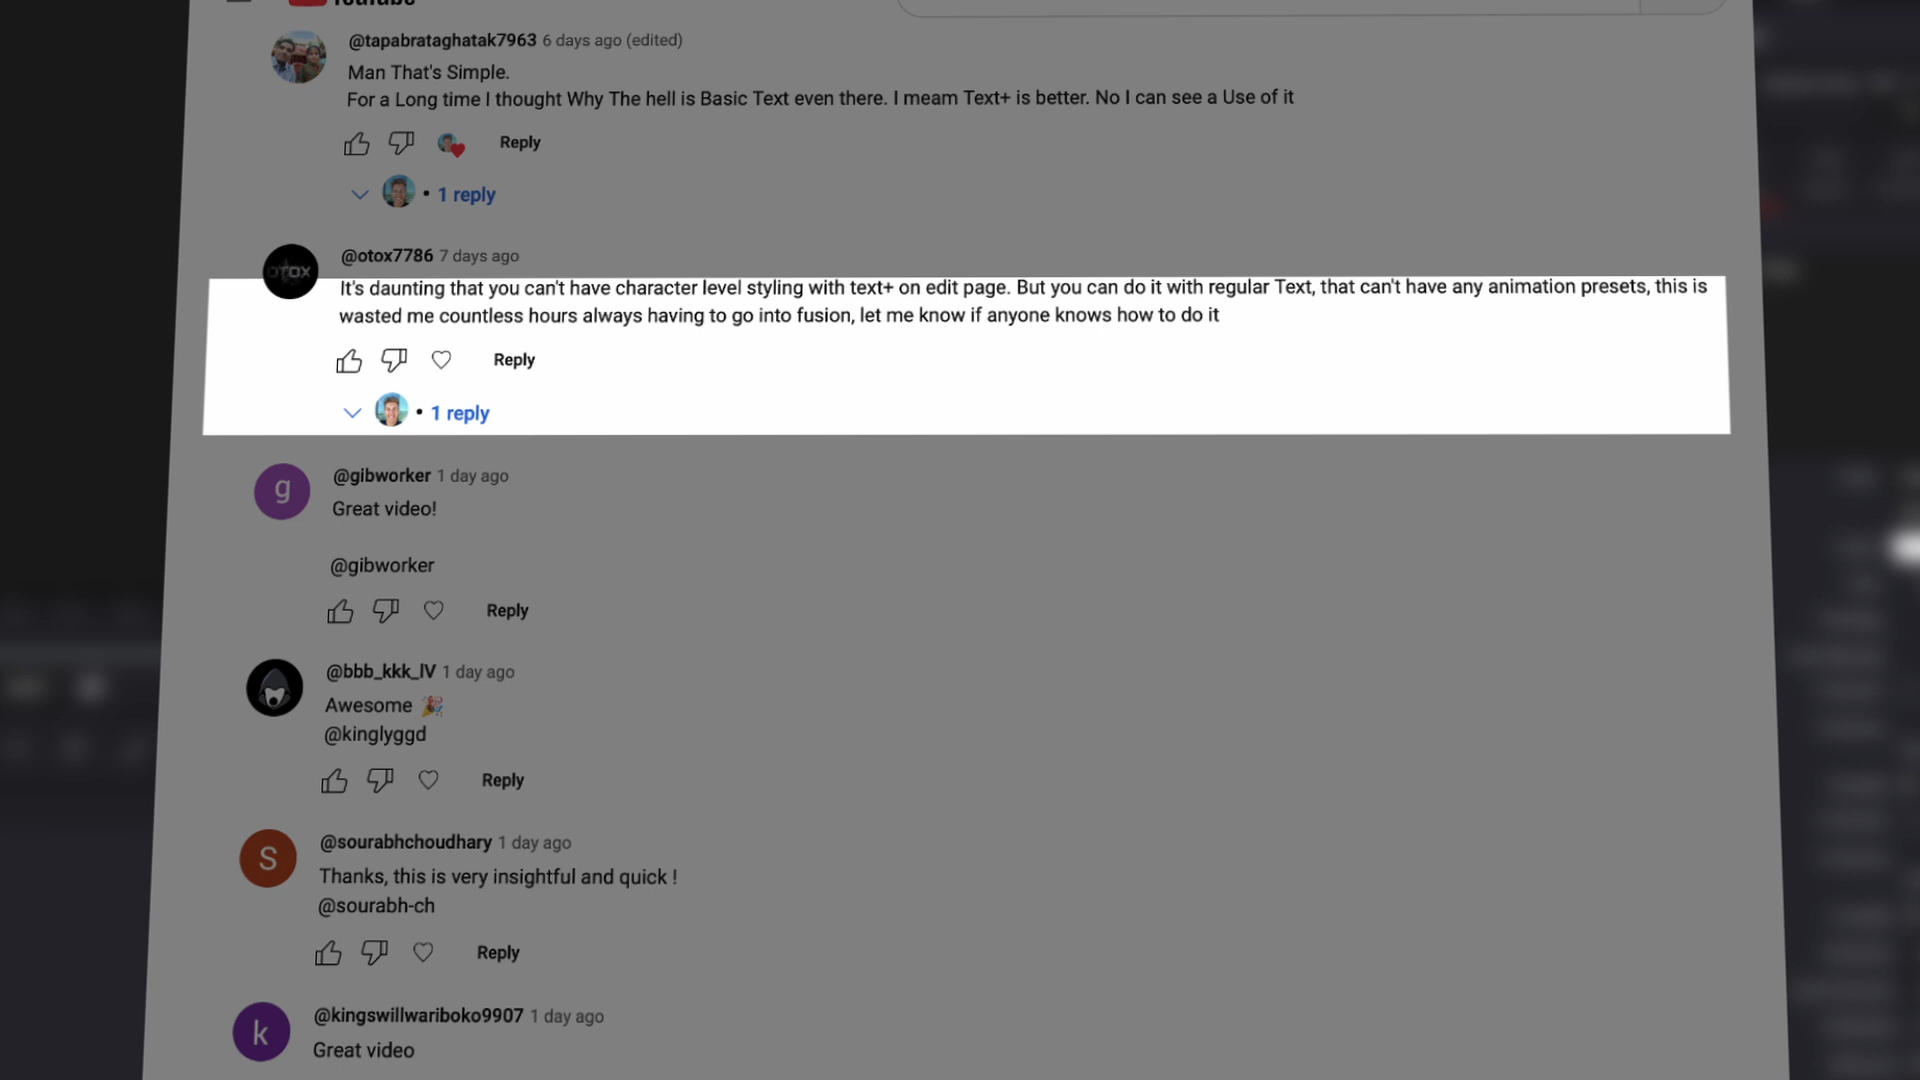 YouTube
@tapabrataghatak7963 6 days ago (edited)
Man That's Simple.
For a Long time I thought Why The hell is Basic Text even there. I meam Text+ is better. No I can see a Use of it
Reply
• 1 reply
@otox7786 7 days ago
OTOX
It's daunting that you can't have character level styling with text+ on edit page. But you can do it with regular Text, that can't have any animation presets, this is
wasted me countless hours always having to go into fusion, let me know if anyone knows how to do it
Reply
• 1 reply
@gibworker 1 day ago
g
Great video!
@gibworker
Reply
@bbb_kkk_lV 1 day ago
Awesome 🎉
@kinglyggd
Reply
@sourabhchoudhary 1 day ago
S
Thanks, this is very insightful and quick !
@sourabh-ch
Reply
@kingswillwariboko9907 1 day ago
k
Great video